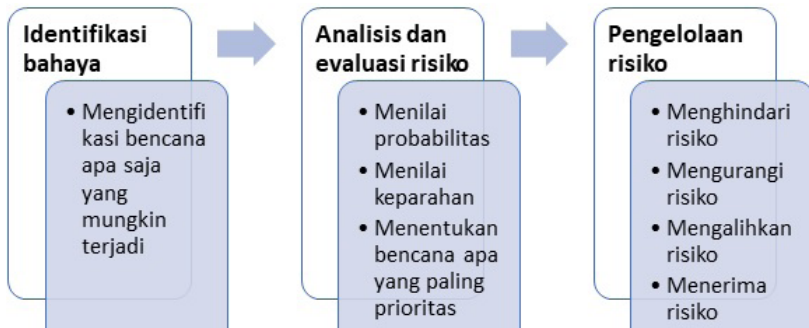 Identifikasi
bahaya
• Mengidentifi
kasi bencana
apa saja
yang
mungkin
terjadi
Analisis dan
evaluasi risiko
• Menilai
probabilitas
• Menilai
keparahan
• Menentukan
bencana apa
yang paling
prioritas
Pengelolaan
risiko
• Menghindari
risiko
• Mengurangi
risiko
• Mengalihkan
risiko
• Menerima
risiko